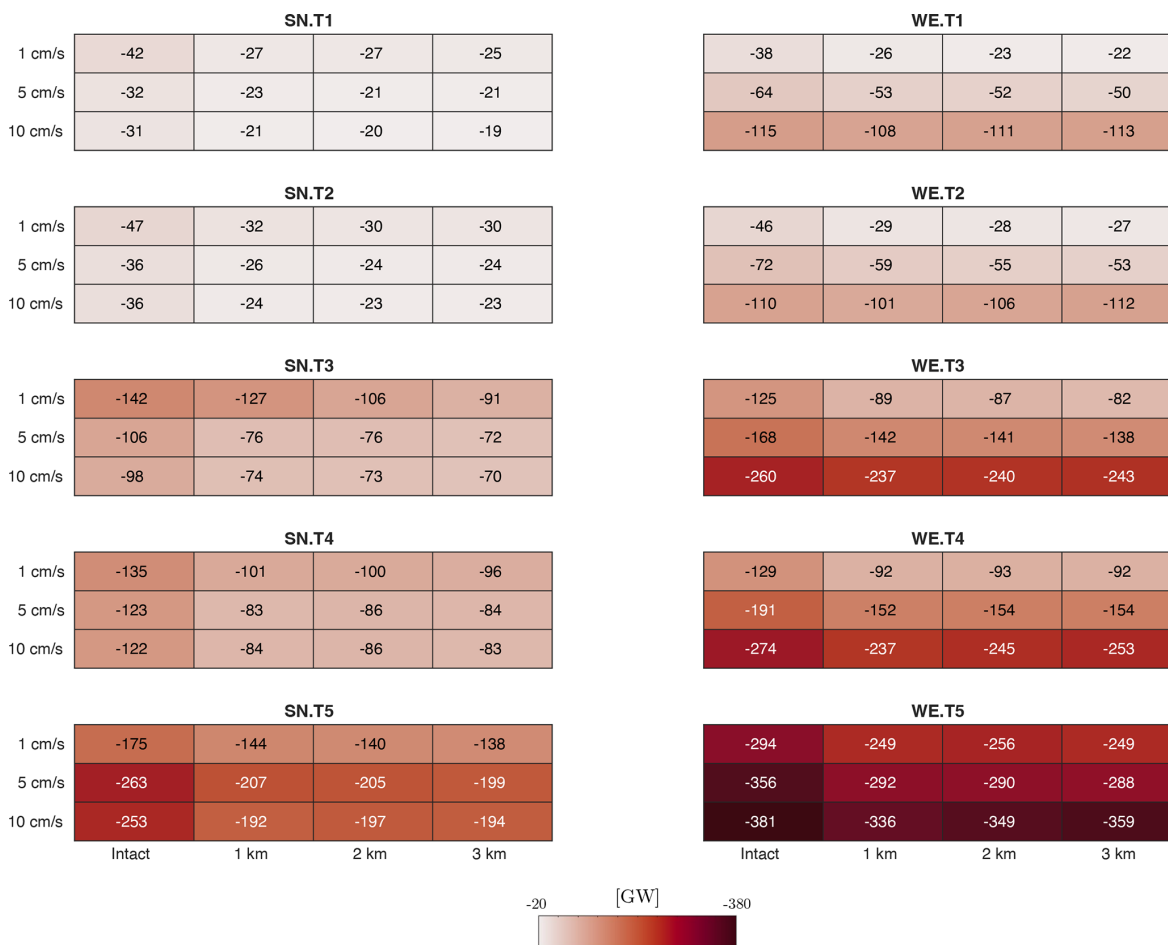 SN.T1
1 cm/s -42 -27 -27 -25
5 cm/s -32 -23 -21 -21
10 cm/s -31 -21 -20 -19
WE.T1
-38 -26 -23 -22
-64 -53 -52 -50
-115 -108 -111 -113
SN.T2
1 cm/s -47 -32 -30 -30
5 cm/s -36 -26 -24 -24
10 cm/s -36 -24 -23 -23
WE.T2
-46 -29 -28 -27
-72 -59 -55 -53
-110 -101 -106 -112
SN.T3
1 cm/s -142 -127 -106 -91
5 cm/s -106 -76 -76 -72
10 cm/s -98 -74 -73 -70
WE.T3
-125 -89 -87 -82
-168 -142 -141 -138
-260 -237 -240 -243
SN.T4
1 cm/s -135 -101 -100 -96
5 cm/s -123 -83 -86 -84
10 cm/s -122 -84 -86 -83
WE.T4
-129 -92 -93 -92
-191 -152 -154 -154
-274 -237 -245 -253
SN.T5
1 cm/s -175 -144 -140 -138
5 cm/s -263 -207 -205 -199
10 cm/s -253 -192 -197 -194
Intact 1 km 2 km 3 km
WE.T5
-294 -249 -256 -249
-356 -292 -290 -288
-381 -336 -349 -359
Intact 1 km 2 km 3 km
[GW]
-20 -380